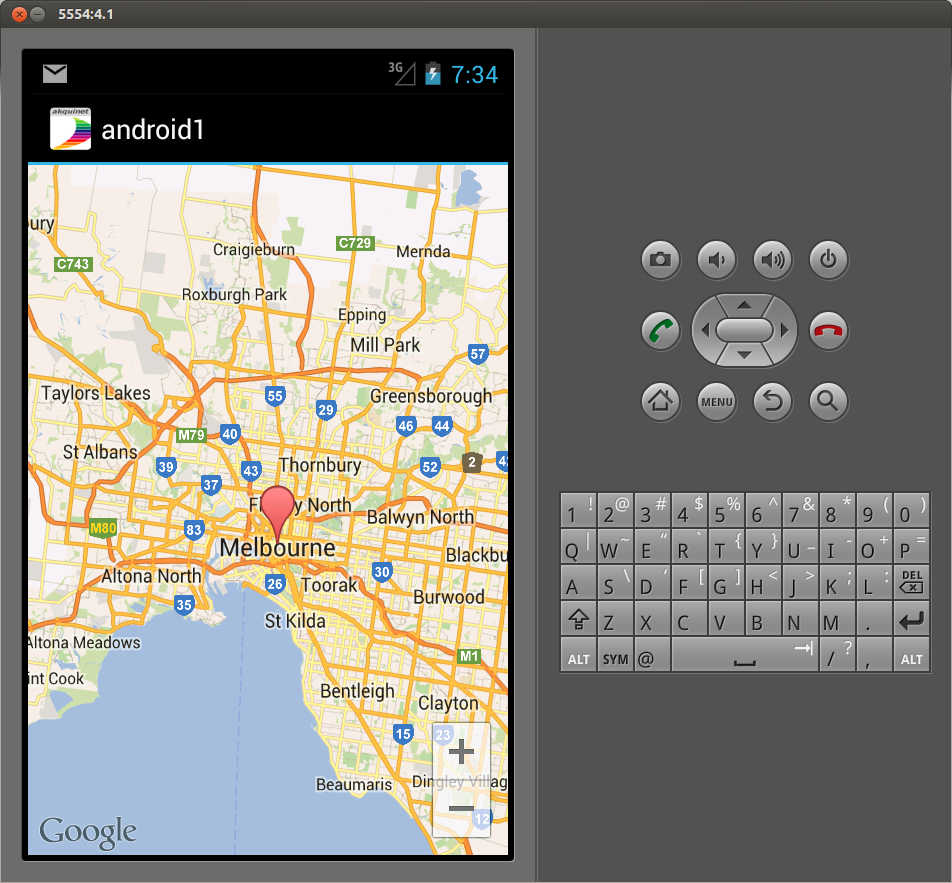 5554:4.1
3G 7:34
akquinet
android1
bury
Craigieburn
C729
Mernda
C743
Roxburgh Park
Epping
Mill Park
57
Taylors Lakes
55
29
Greensborough
46 44
M79 40
St Albans
39
43
Thornbury
52
2
42
37
Fitzroy North
Balwyn North
M80
83
Melbourne
Blackbu
Altona North
26
Toorak
30
35
Burwood
St Kilda
Altona Meadows
M1
int Cook
Bentleigh
Clayton
15
23
+
Beaumaris
Dingley Villag
−
12
Google
MENU
1 ! 2 @ 3 # 4 $ 5 % 6 ^ 7 & 8 * 9 ( 0 )
Q | W ~ E “ R ` T { Y } U _ I - O + P =
A S \ D ‘ F [ G ] H < J > K ; L : DEL
Z X C V B N M .
ALT SYM @ / ? , ALT